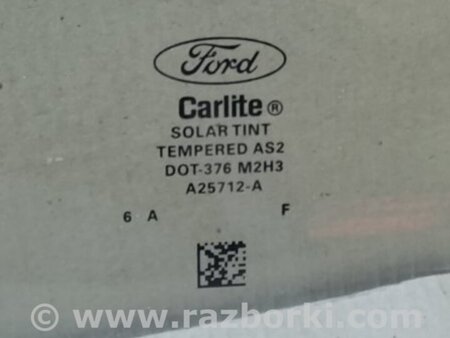 Ford
Carlite®
SOLAR TINT
TEMPERED AS2
DOT-376 M2H3
A25712-A
6 A F
© www.razborki.com